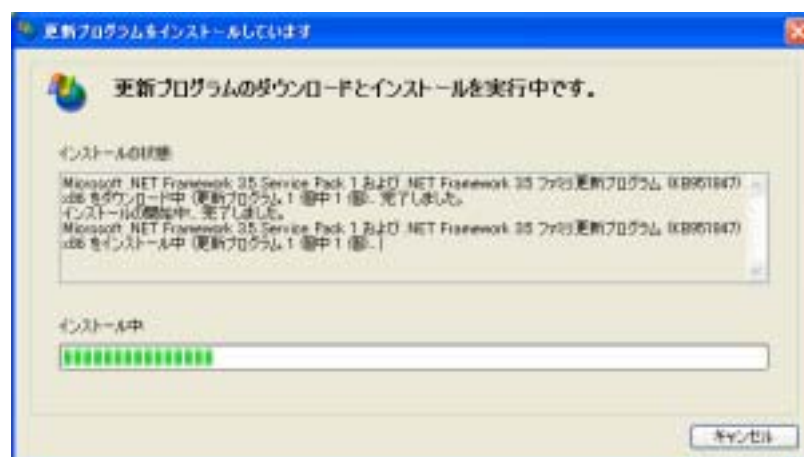 更新プログラムをインストールしています
更新プログラムのダウンロードとインストールを実行中です。
インストールの状態
Microsoft .NET Framework 3.5 Service Pack 1 および .NET Framework 3.5 ファミリ更新プログラム (KB951847)
x86 をダウンロード中 (更新プログラム 1 個中 1 個).. 完了しました。
インストールの開始中.. 完了しました。
Microsoft .NET Framework 3.5 Service Pack 1 および .NET Framework 3.5 ファミリ更新プログラム (KB951847)
x86 をインストール中 (更新プログラム 1 個中 1 個)..
インストール中
キャンセル